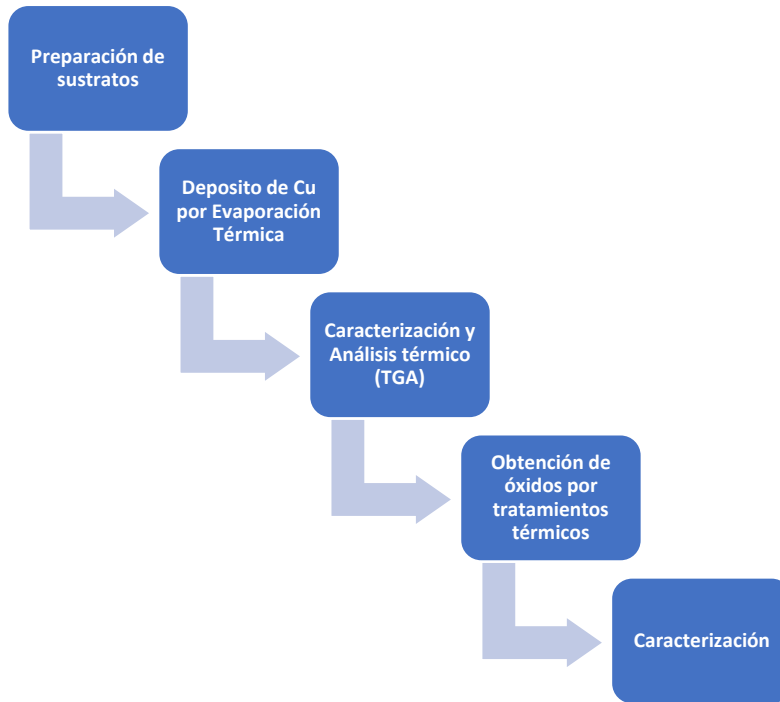 Preparación de
sustratos
Deposito de Cu
por Evaporación
Térmica
Caracterización y
Análisis térmico
(TGA)
Obtención de
óxidos por
tratamientos
térmicos
Caracterización